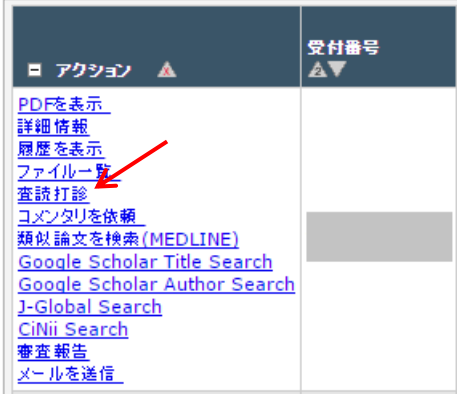 アクション
受付番号
PDFを表示
詳細情報
履歴を表示
ファイル一覧
査読打診
コメンタリを依頼
類似論文を検索(MEDLINE)
Google Scholar Title Search
Google Scholar Author Search
J-Global Search
CiNii Search
審査報告
メールを送信